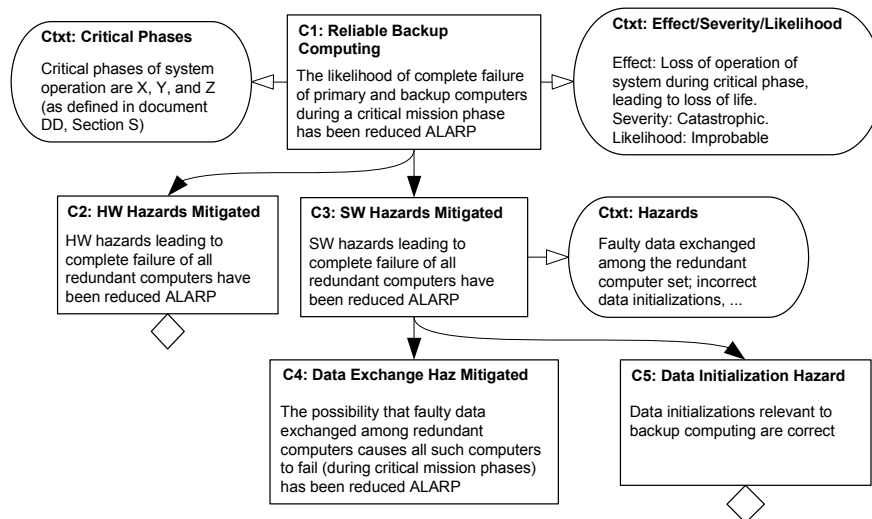 Ctxt: Critical Phases
Critical phases of system
operation are X, Y, and Z
(as defined in document
DD, Section S)
C1: Reliable Backup
Computing
The likelihood of complete failure
of primary and backup computers
during a critical mission phase
has been reduced ALARP
Ctxt: Effect/Severity/Likelihood
Effect: Loss of operation of
system during critical phase,
leading to loss of life.
Severity: Catastrophic.
Likelihood: Improbable
C2: HW Hazards Mitigated
HW hazards leading to
complete failure of all
redundant computers have
been reduced ALARP
C3: SW Hazards Mitigated
SW hazards leading to
complete failure of all
redundant computers have
been reduced ALARP
Ctxt: Hazards
Faulty data exchanged
among the redundant
computer set; incorrect
data initializations, ...
C4: Data Exchange Haz Mitigated
The possibility that faulty data
exchanged among redundant
computers causes all such computers
to fail (during critical mission phases)
has been reduced ALARP
C5: Data Initialization Hazard
Data initializations relevant to
backup computing are correct